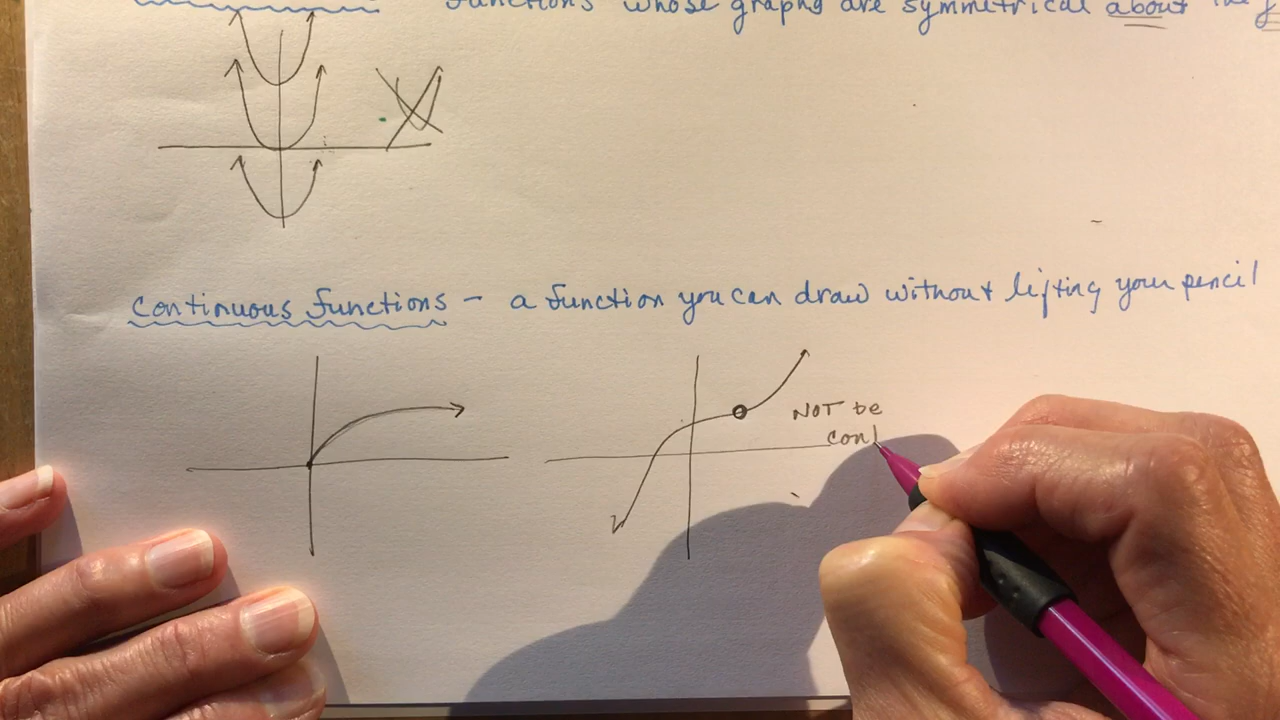 functions whose graphs are symmetrical about the
continuous functions - a function you can draw without lifting your pencil
NOT be
con